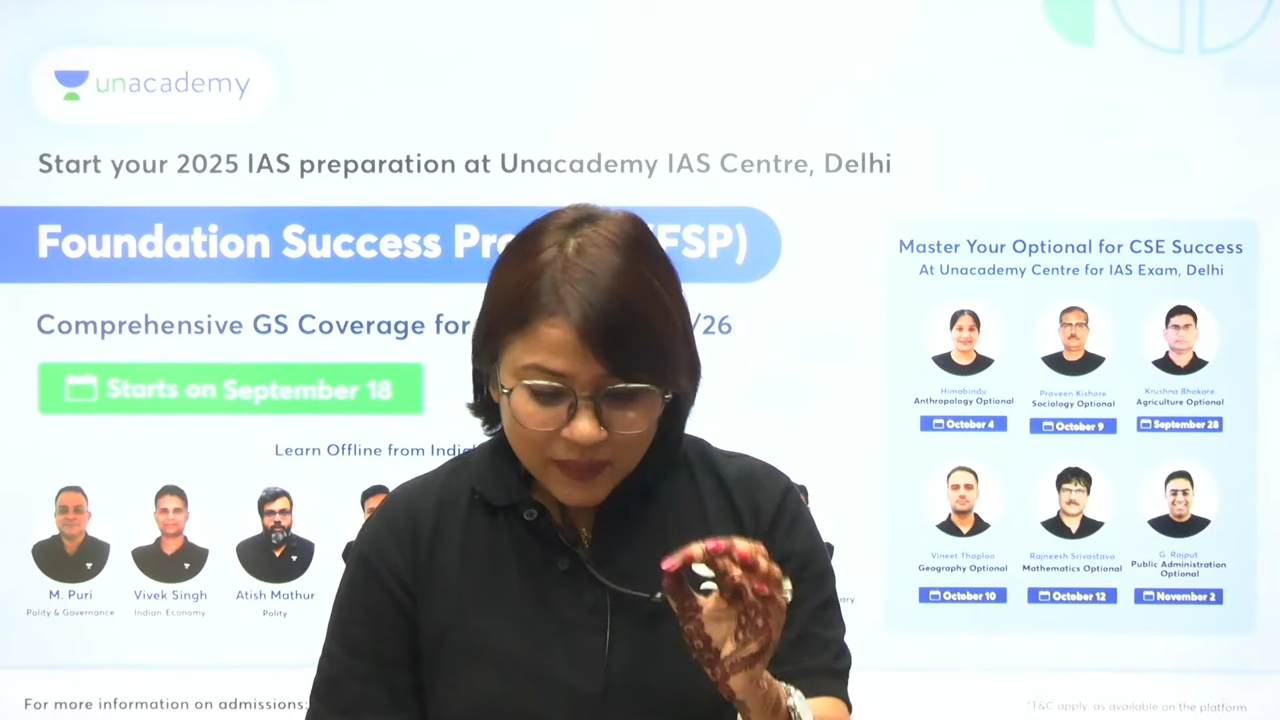 unacademy
Start your 2025 IAS preparation at Unacademy IAS Centre, Delhi
Foundation Success FSP)
Comprehensive GS Coverage for /26
Starts on September 18
Learn Offline from
M. Puri
Polity & Governance
Vivek Singh
Indian Economy
Atish Mathur
Polity
For more information on admissions:
Master Your Optional for CSE Success
At Unacademy Centre for IAS Exam, Delhi
Himabindu
Anthropology Optional
October 4
Praveen Kishore
Sociology Optional
October 9
Krushna Bhakare
Agriculture Optional
September 28
Vineet Thaploo
Geography Optional
October 10
Rajneesh Srivastava
Mathematics Optional
October 12
G. Rajput
Public Administration
Optional
November 2
*T&C apply, as available on the platform